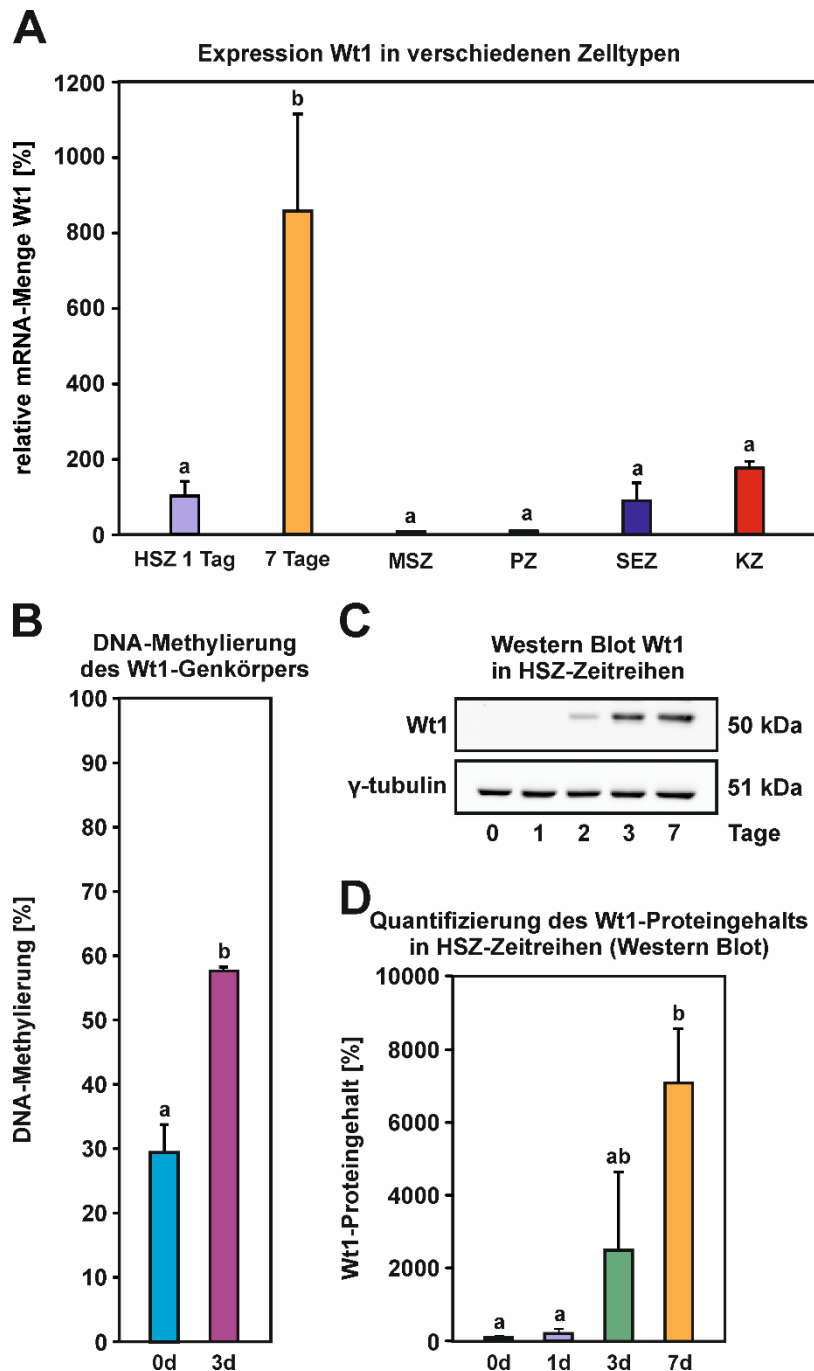 A
Expression Wt1 in verschiedenen Zelltypen
relative mRNA-Menge Wt1 [%]
1200
1000
800
600
400
200
0
a
b
a
a
a
a
HSZ 1 Tag
7 Tage
MSZ
PZ
SEZ
KZ
B
DNA-Methylierung
des Wt1-Genkörpers
DNA-Methylierung [%]
100
90
80
70
60
50
40
30
20
10
0
a
b
0d
3d
C
Western Blot Wt1
in HSZ-Zeitreihen
Wt1
50 kDa
γ-tubulin
51 kDa
0 1 2 3 7 Tage
D
Quantifizierung des Wt1-Proteingehalts
in HSZ-Zeitreihen (Western Blot)
Wt1-Proteingehalt [%]
10000
8000
6000
4000
2000
0
a
a
ab
b
0d
1d
3d
7d